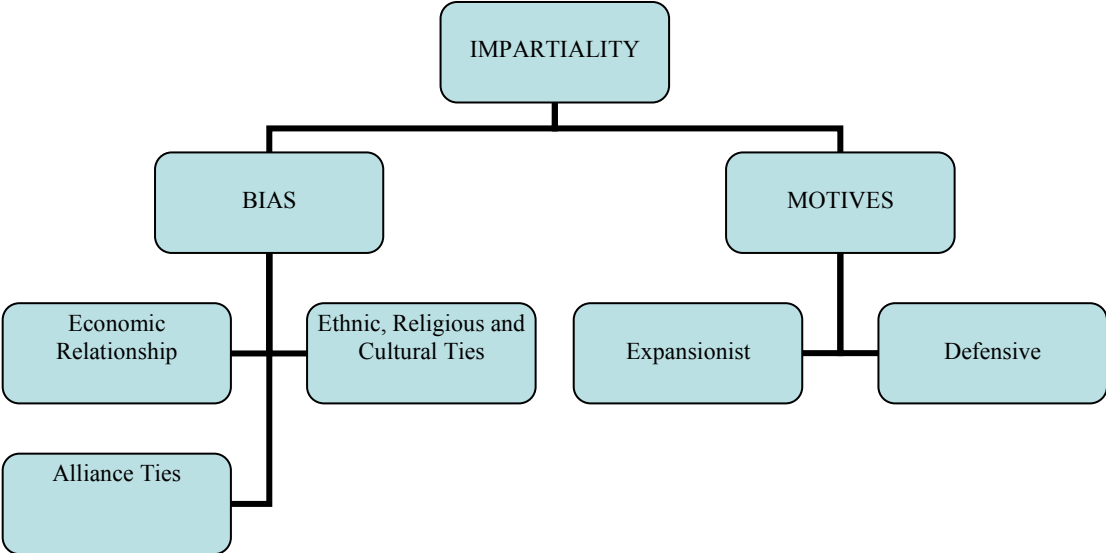 IMPARTIALITY
BIAS
MOTIVES
Economic
Relationship
Ethnic, Religious and
Cultural Ties
Expansionist
Defensive
Alliance Ties